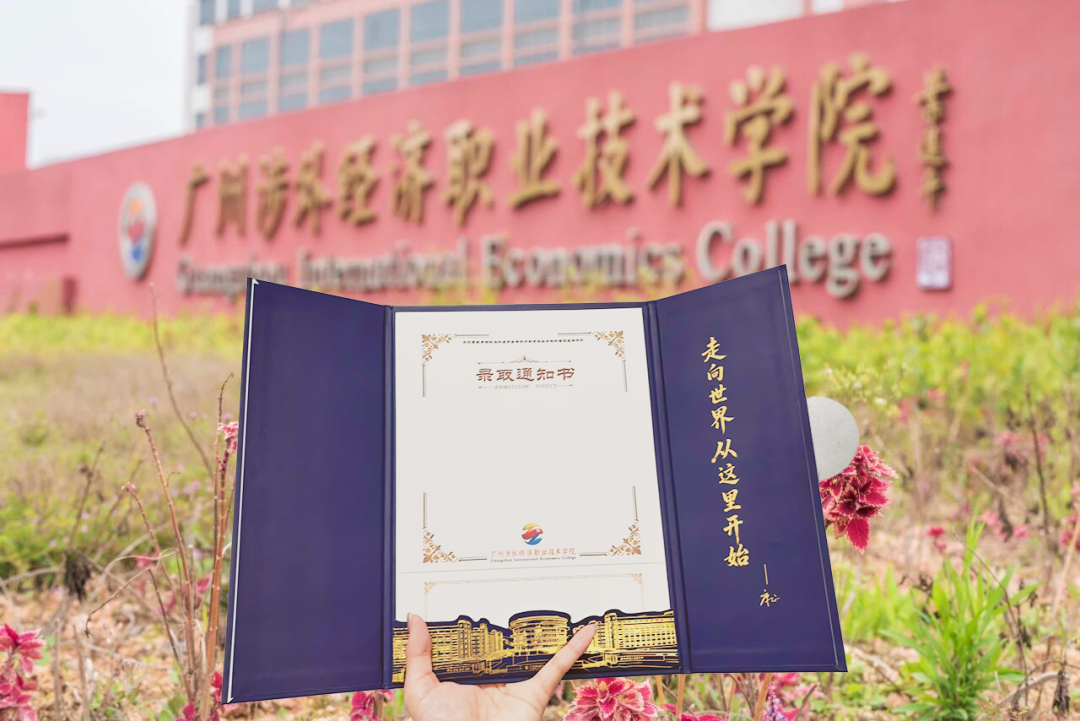 广州涉外经济职业技术学院
Guangzhou International Economics College
录取通知书
ADMISSION NOTICE
广州涉外经济职业技术学院
Guangzhou International Economics College
走向世界 从这里开始